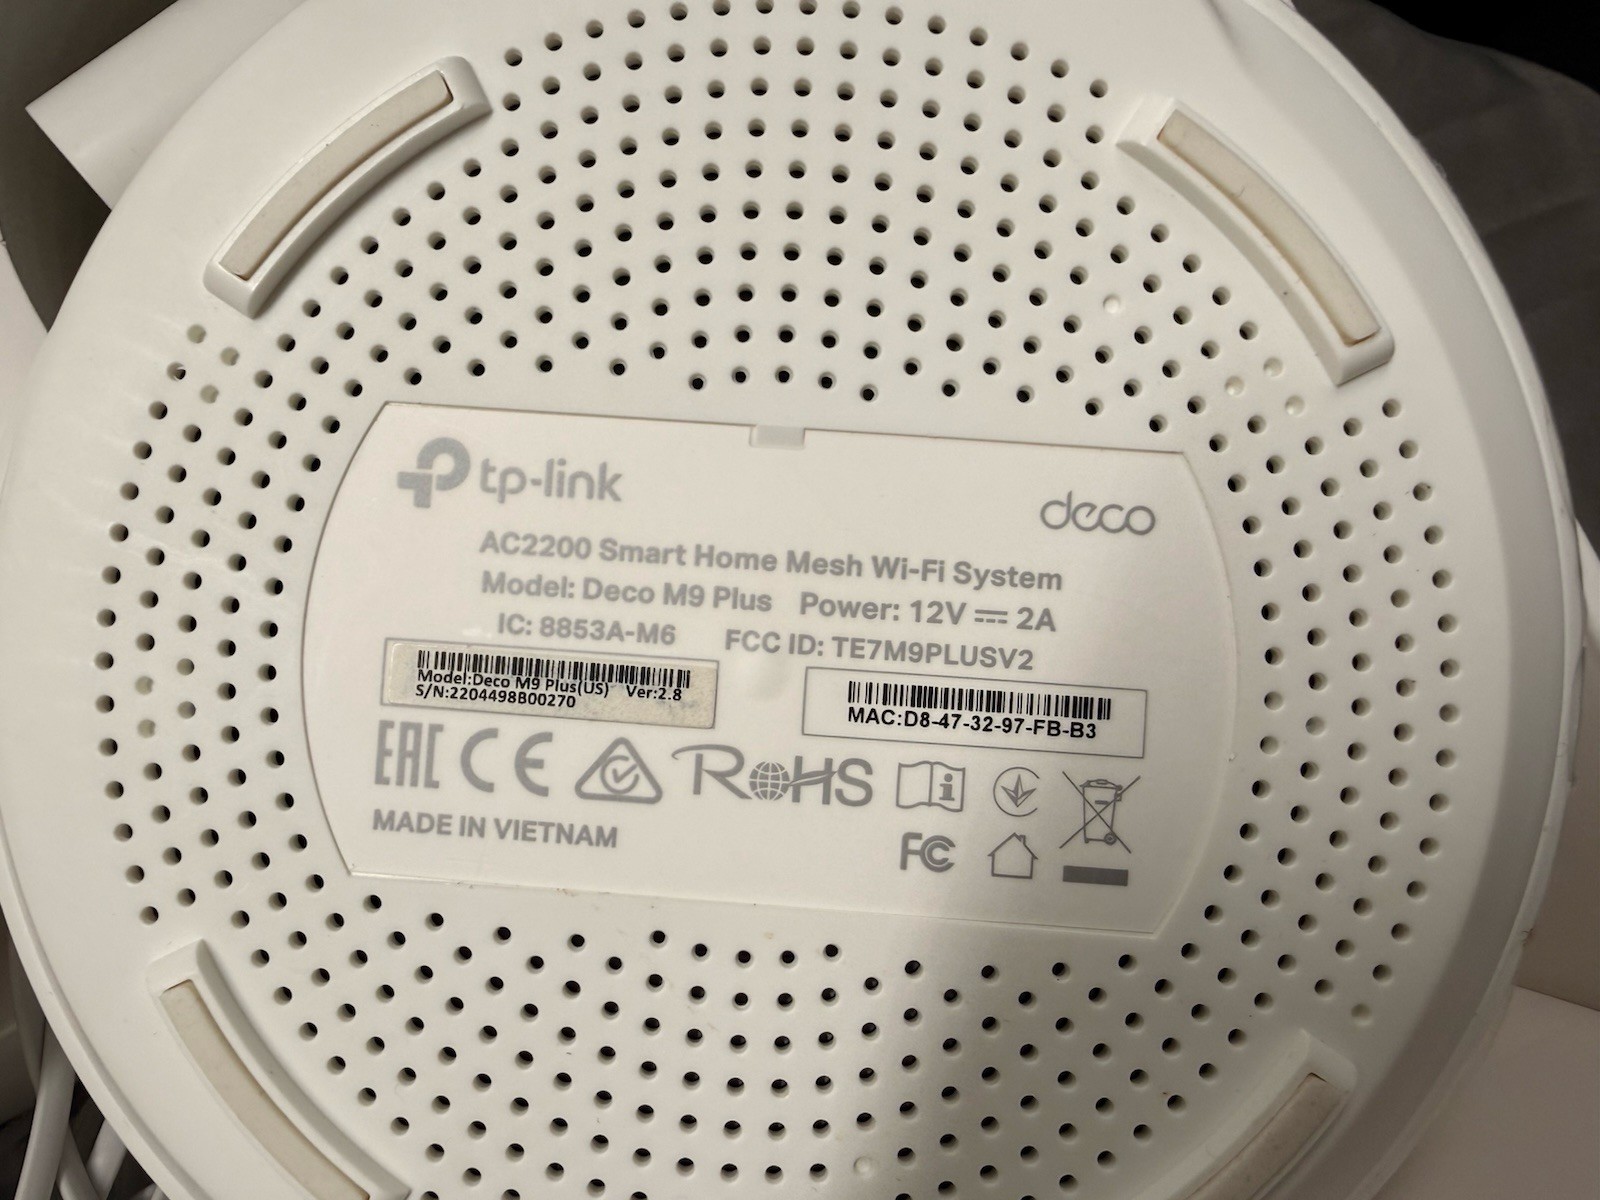 tp-link
deco
AC2200 Smart Home Mesh Wi-Fi System
Model: Deco M9 Plus Power: 12V ⎓ 2A
IC: 8853A-M6 FCC ID: TE7M9PLUSV2
Model:Deco M9 Plus(US) Ver:2.8
S/N:2204498B00270
MAC:D8-47-32-97-FB-B3
EAC CE RoHS
MADE IN VIETNAM
FC